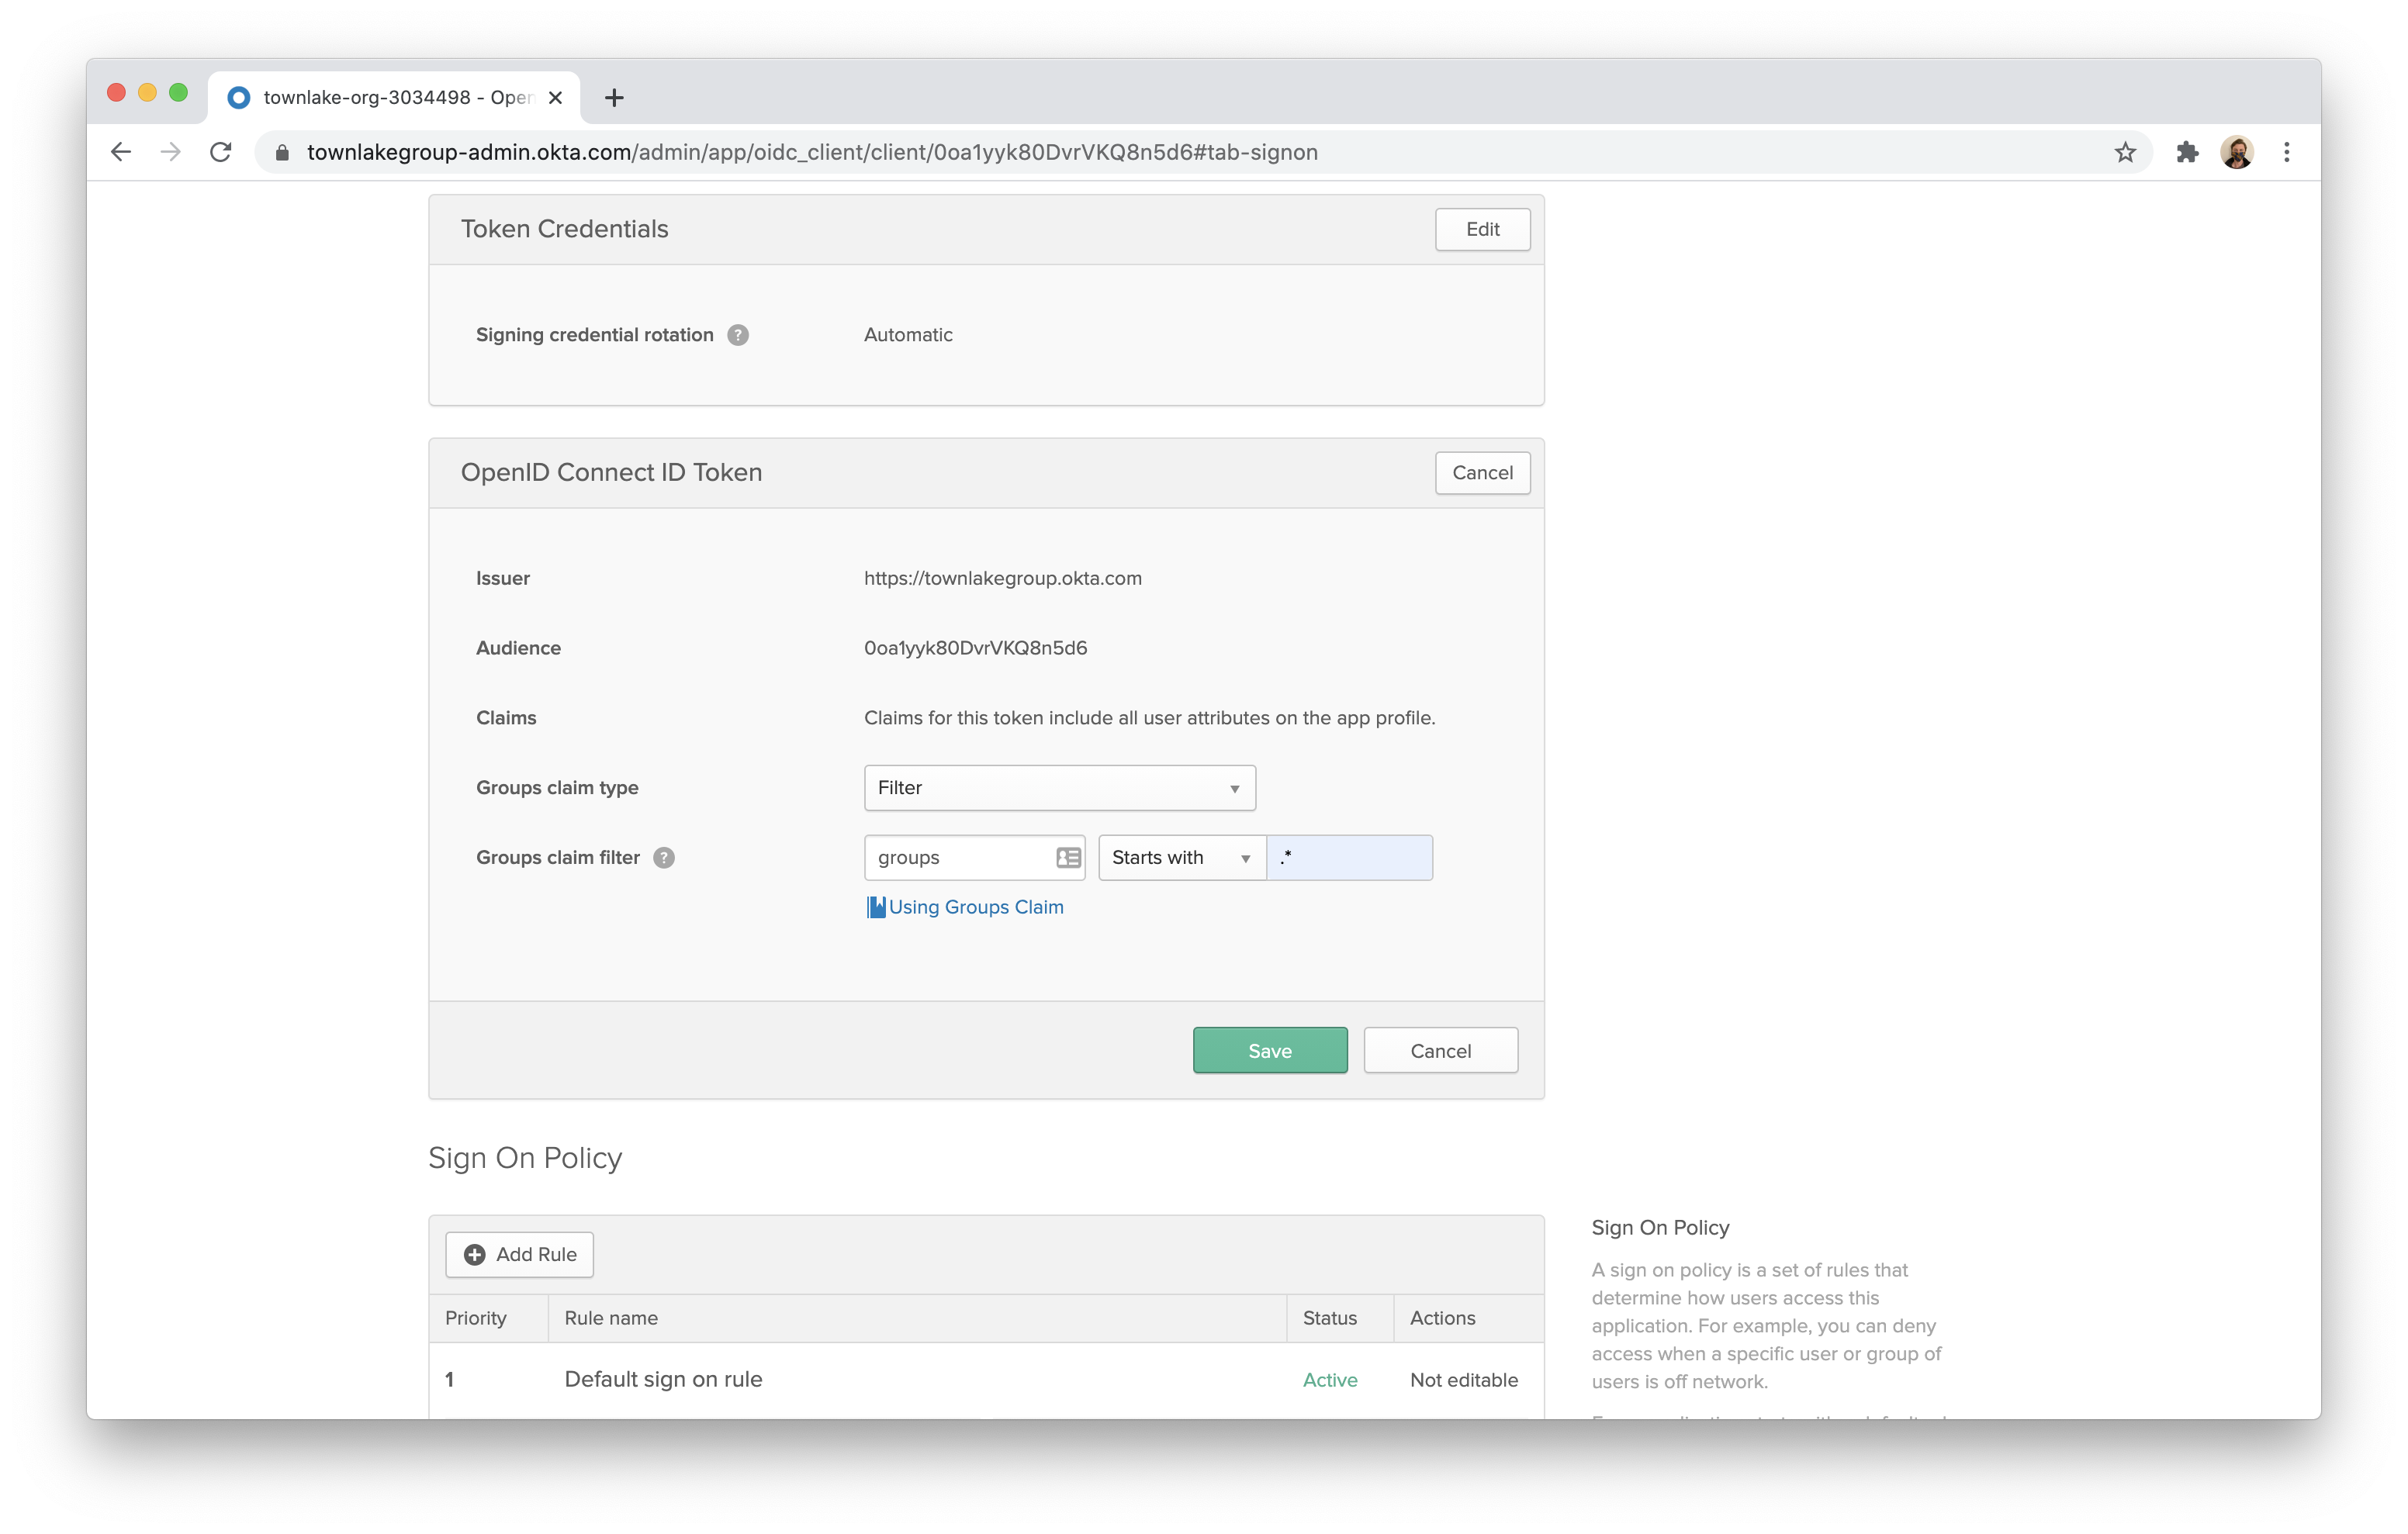 townlake-org-3034498 - Oper
townlakegroup-admin.okta.com/admin/app/oidc_client/client/0oa1yyk80DvrVKQ8n5d6#tab-signon
Token Credentials
Edit
Signing credential rotation ?
Automatic
OpenID Connect ID Token
Cancel
Issuer
https://townlakegroup.okta.com
Audience
0oa1yyk80DvrVKQ8n5d6
Claims
Claims for this token include all user attributes on the app profile.
Groups claim type
Filter
Groups claim filter ?
groups
Starts with
.*
Using Groups Claim
Save
Cancel
Sign On Policy
Add Rule
Priority
Rule name
Status
Actions
1
Default sign on rule
Active
Not editable
Sign On Policy
A sign on policy is a set of rules that
determine how users access this
application. For example, you can deny
access when a specific user or group of
users is off network.